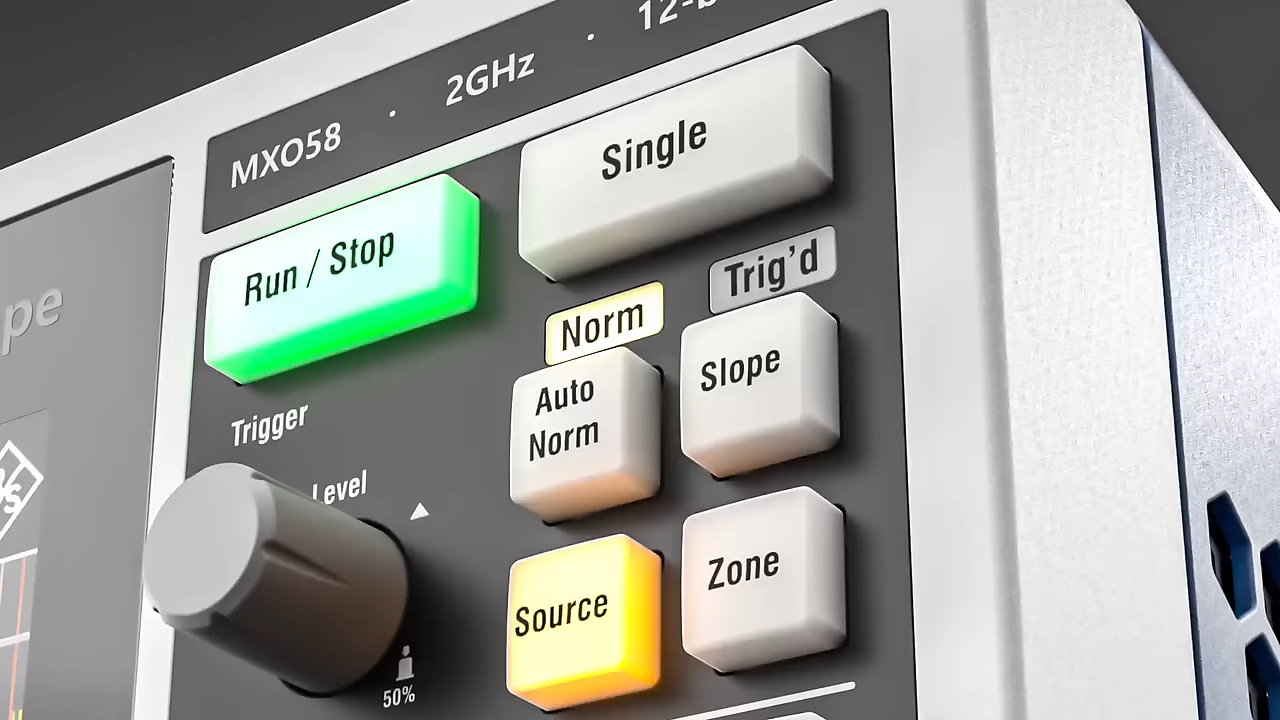 MXO58 · 2GHz ·
Single
Run / Stop
Trig'd
Norm
Slope
Auto
Norm
Trigger
Level
Zone
Source
50%